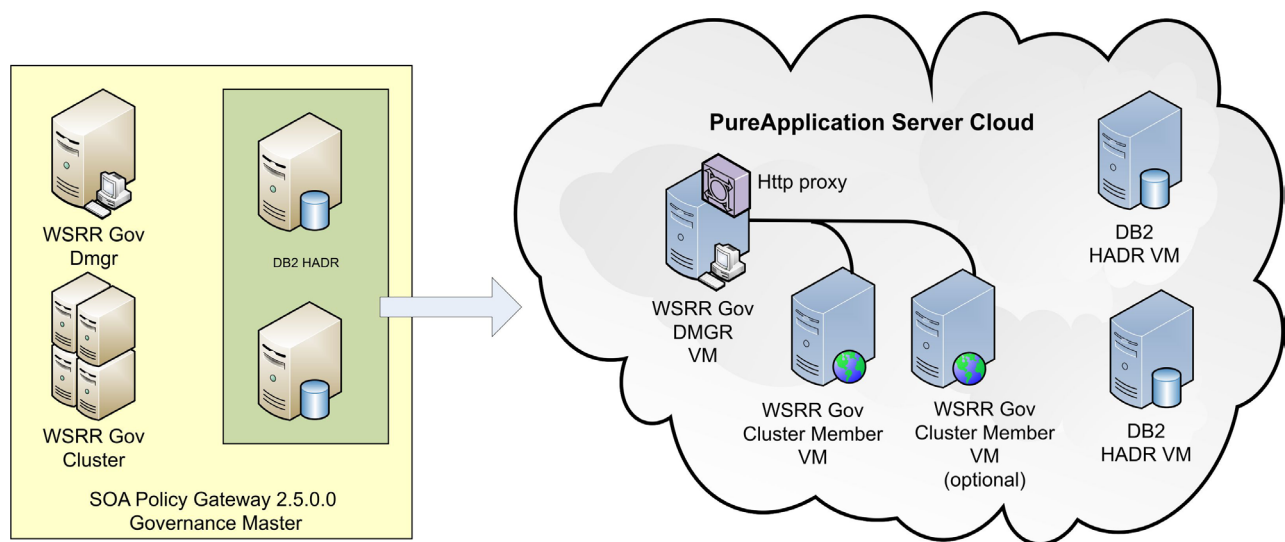 WSRR Gov
Dmgr
DB2 HADR
WSRR Gov
Cluster
SOA Policy Gateway 2.5.0.0
Governance Master
PureApplication Server Cloud
Http proxy
WSRR Gov
DMGR
VM
WSRR Gov
Cluster Member
VM
WSRR Gov
Cluster Member
VM
(optional)
DB2
HADR VM
DB2
HADR VM